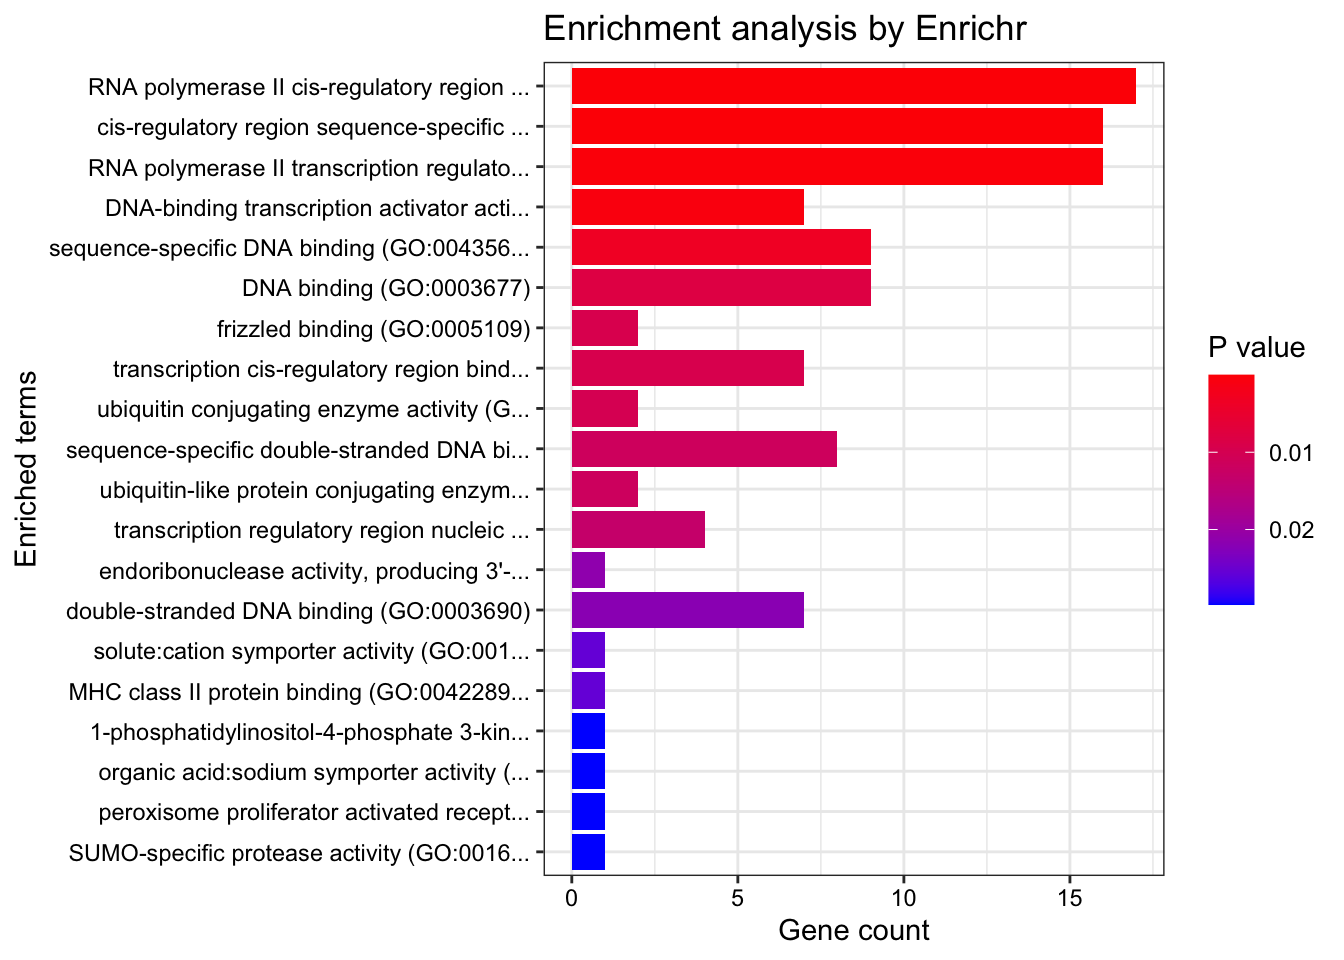 Enrichment analysis by Enrichr
RNA polymerase II cis-regulatory region ...
cis-regulatory region sequence-specific ...
RNA polymerase II transcription regulato...
DNA-binding transcription activator acti...
sequence-specific DNA binding (GO:004356...
DNA binding (GO:0003677)
frizzled binding (GO:0005109)
transcription cis-regulatory region bind...
ubiquitin conjugating enzyme activity (G...
sequence-specific double-stranded DNA bi...
ubiquitin-like protein conjugating enzym...
transcription regulatory region nucleic ...
endoribonuclease activity, producing 3'-...
double-stranded DNA binding (GO:0003690)
solute:cation symporter activity (GO:001...
MHC class II protein binding (GO:0042289...
1-phosphatidylinositol-4-phosphate 3-kin...
organic acid:sodium symporter activity (...
peroxisome proliferator activated recept...
SUMO-specific protease activity (GO:0016...
Enriched terms
0 5 10 15
Gene count
P value
0.01
0.02